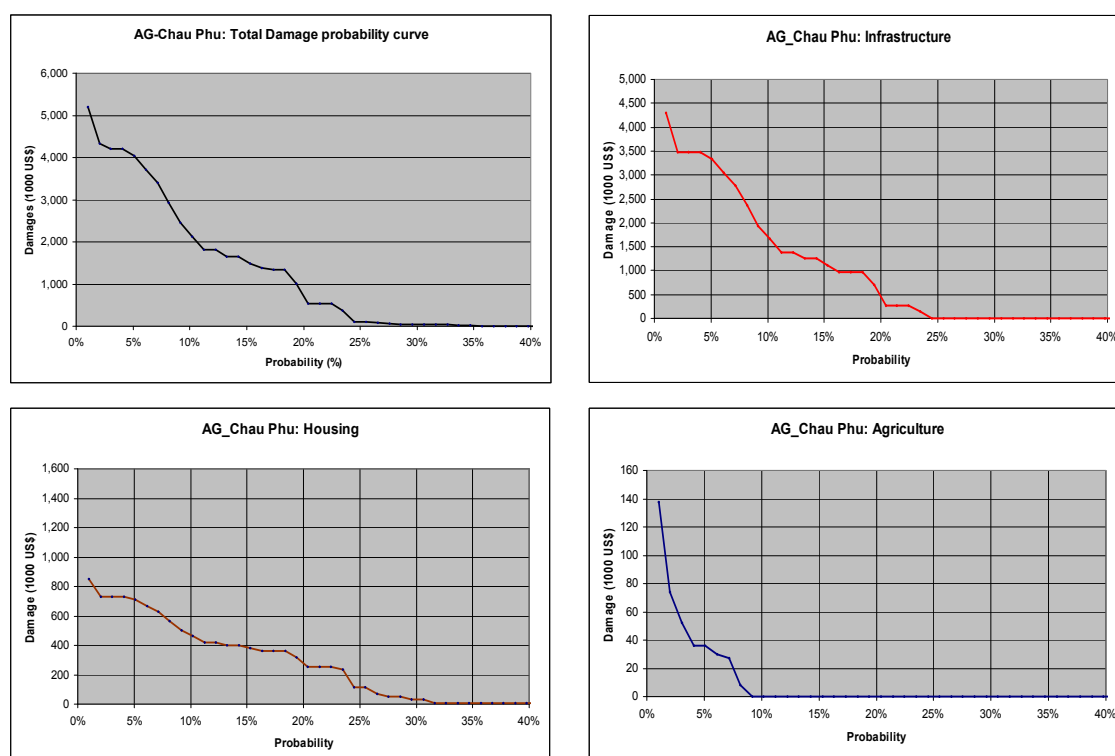 AG-Chau Phu: Total Damage probability curve
Damages (1000 US$)
6,000
5,000
4,000
3,000
2,000
1,000
0
0% 5% 10% 15% 20% 25% 30% 35% 40%
Probability (%)
AG_Chau Phu: Infrastructure
Damage (1000 US$)
5,000
4,500
4,000
3,500
3,000
2,500
2,000
1,500
1,000
500
0
0% 5% 10% 15% 20% 25% 30% 35% 40%
Probability
AG_Chau Phu: Housing
Damage (1000 US$)
1,600
1,400
1,200
1,000
800
600
400
200
0
0% 5% 10% 15% 20% 25% 30% 35% 40%
Probability
AG_Chau Phu: Agriculture
Damage (1000 US$)
160
140
120
100
80
60
40
20
0
0% 5% 10% 15% 20% 25% 30% 35% 40%
Probability